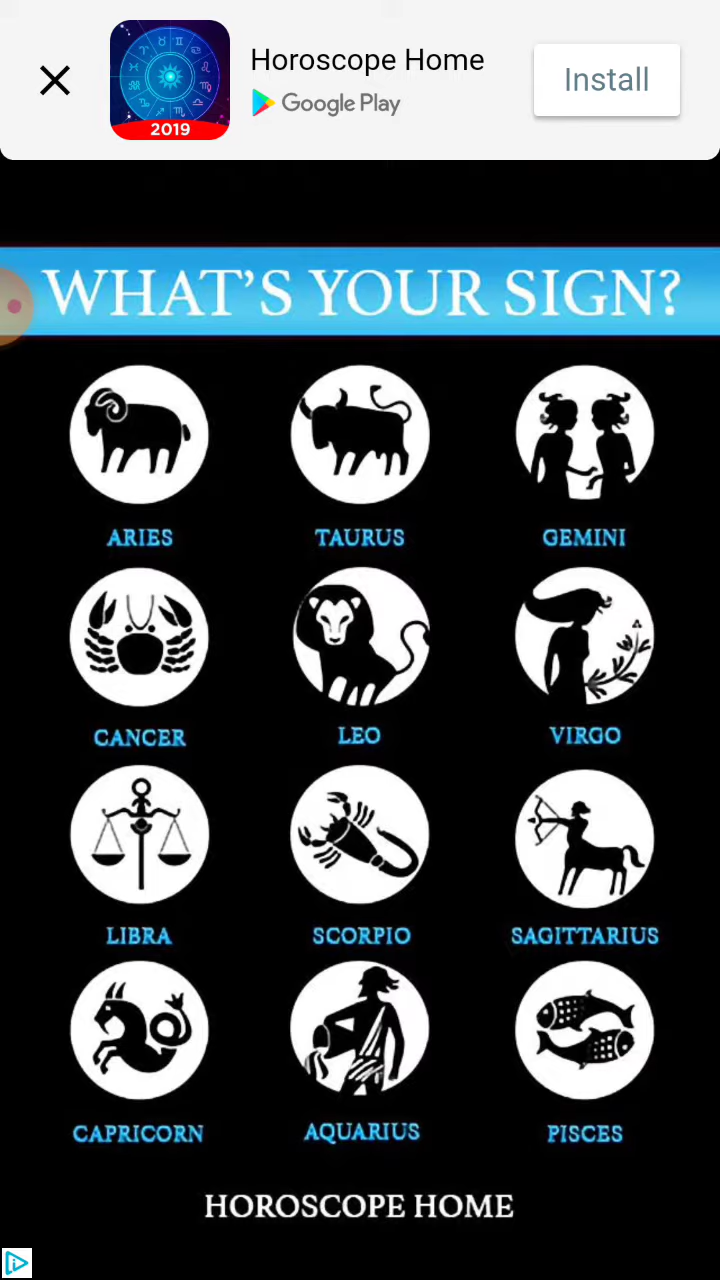 Horoscope Home
Google Play
Install
2019
WHAT'S YOUR SIGN?
ARIES TAURUS GEMINI
CANCER LEO VIRGO
LIBRA SCORPIO SAGITTARIUS
CAPRICORN AQUARIUS PISCES
HOROSCOPE HOME